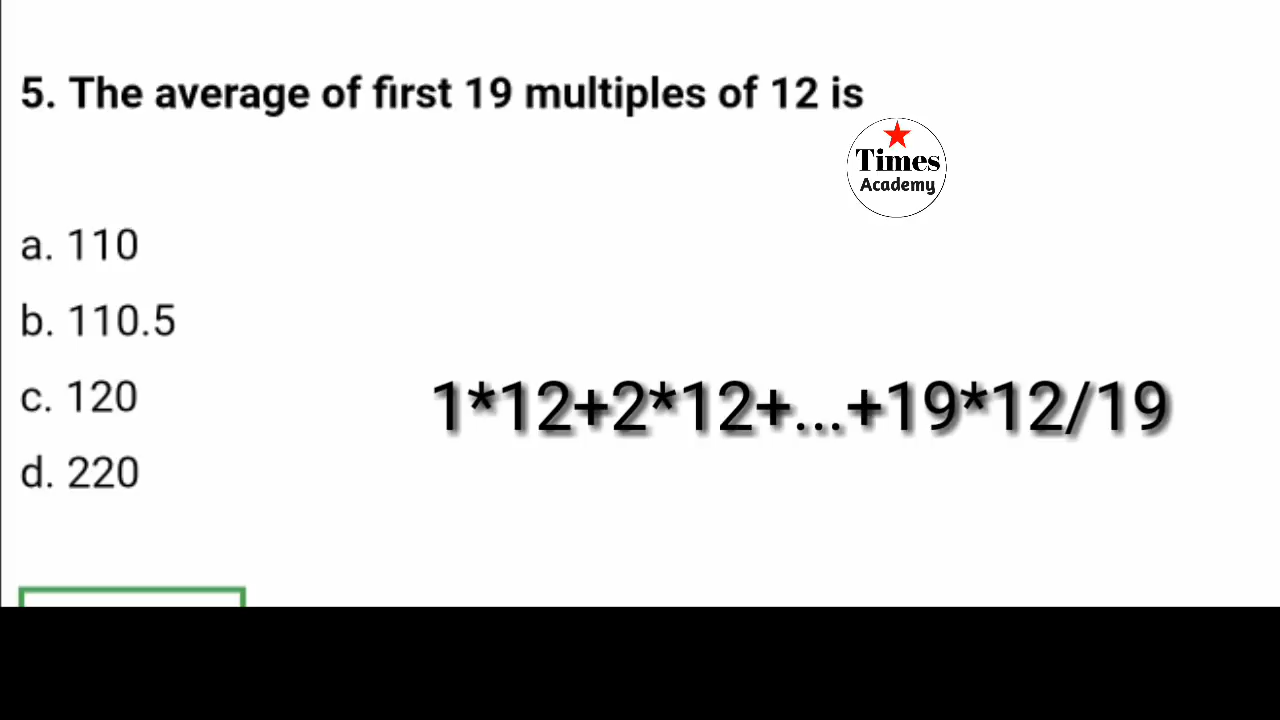 5. The average of first 19 multiples of 12 is
Times
Academy
a. 110
b. 110.5
c. 120
1*12+2*12+...+19*12/19
d. 220